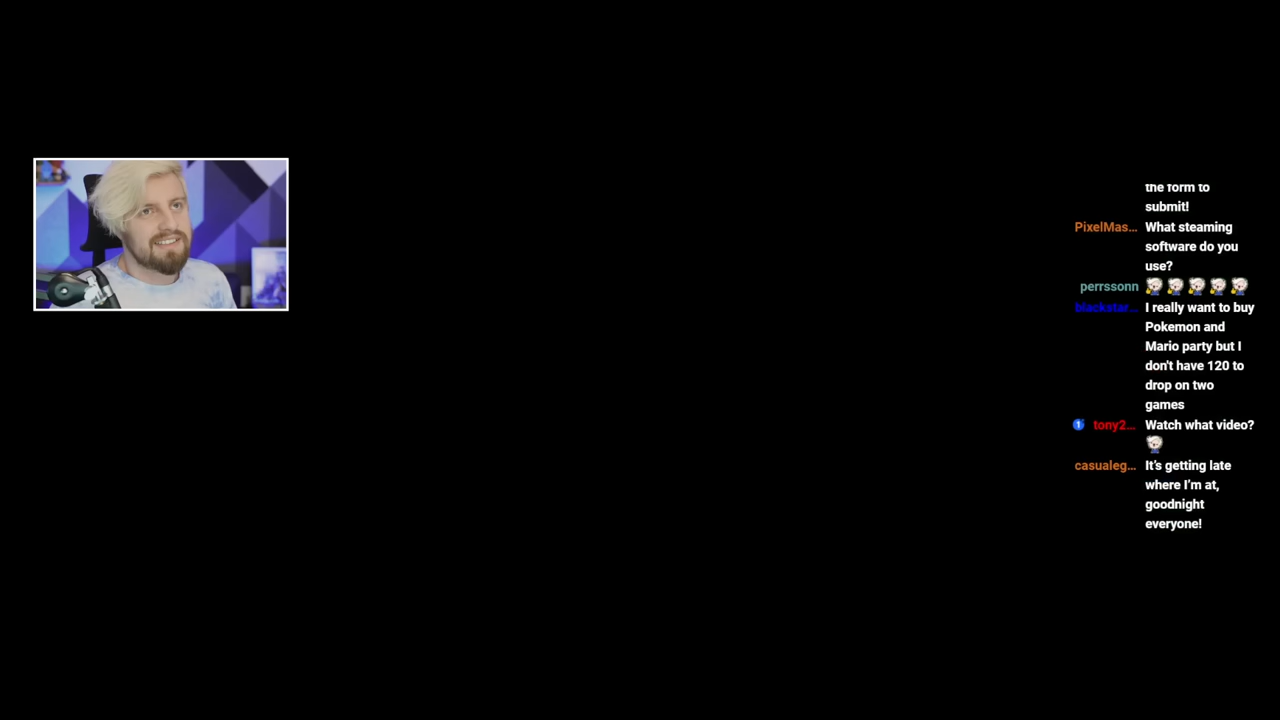 the form to
submit!
PixelMas... What steaming
software do you
use?
perrssonn
blackstar... I really want to buy
Pokemon and
Mario party but I
don't have 120 to
drop on two
games
1 tony2... Watch what video?
casualeg... It's getting late
where I'm at,
goodnight
everyone!